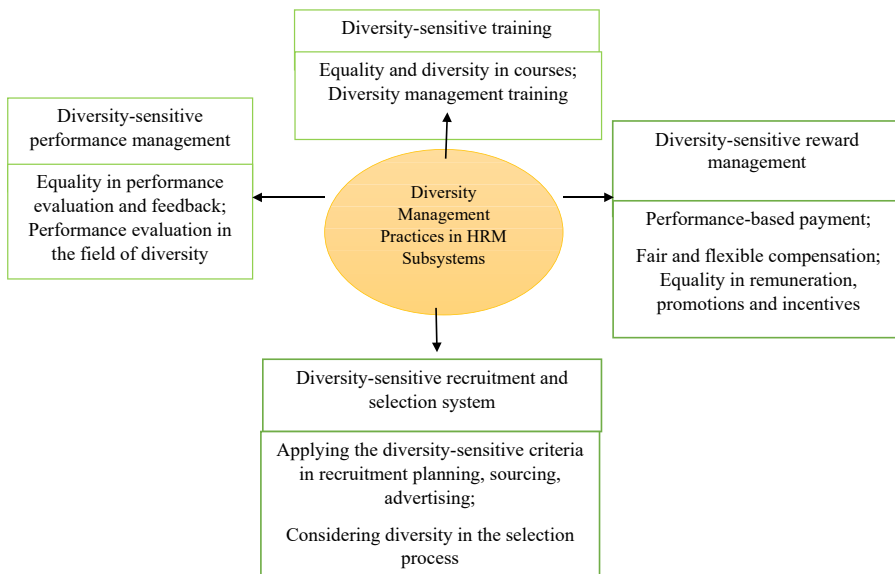 Diversity-sensitive training
Equality and diversity in courses;
Diversity management training
Diversity-sensitive
performance management
Equality in performance
evaluation and feedback;
Performance evaluation in
the field of diversity
Diversity
Management
Practices in HRM
Subsystems
Diversity-sensitive reward
management
Performance-based payment;
Fair and flexible compensation;
Equality in remuneration,
promotions and incentives
Diversity-sensitive recruitment and
selection system
Applying the diversity-sensitive criteria
in recruitment planning, sourcing,
advertising;
Considering diversity in the selection
process